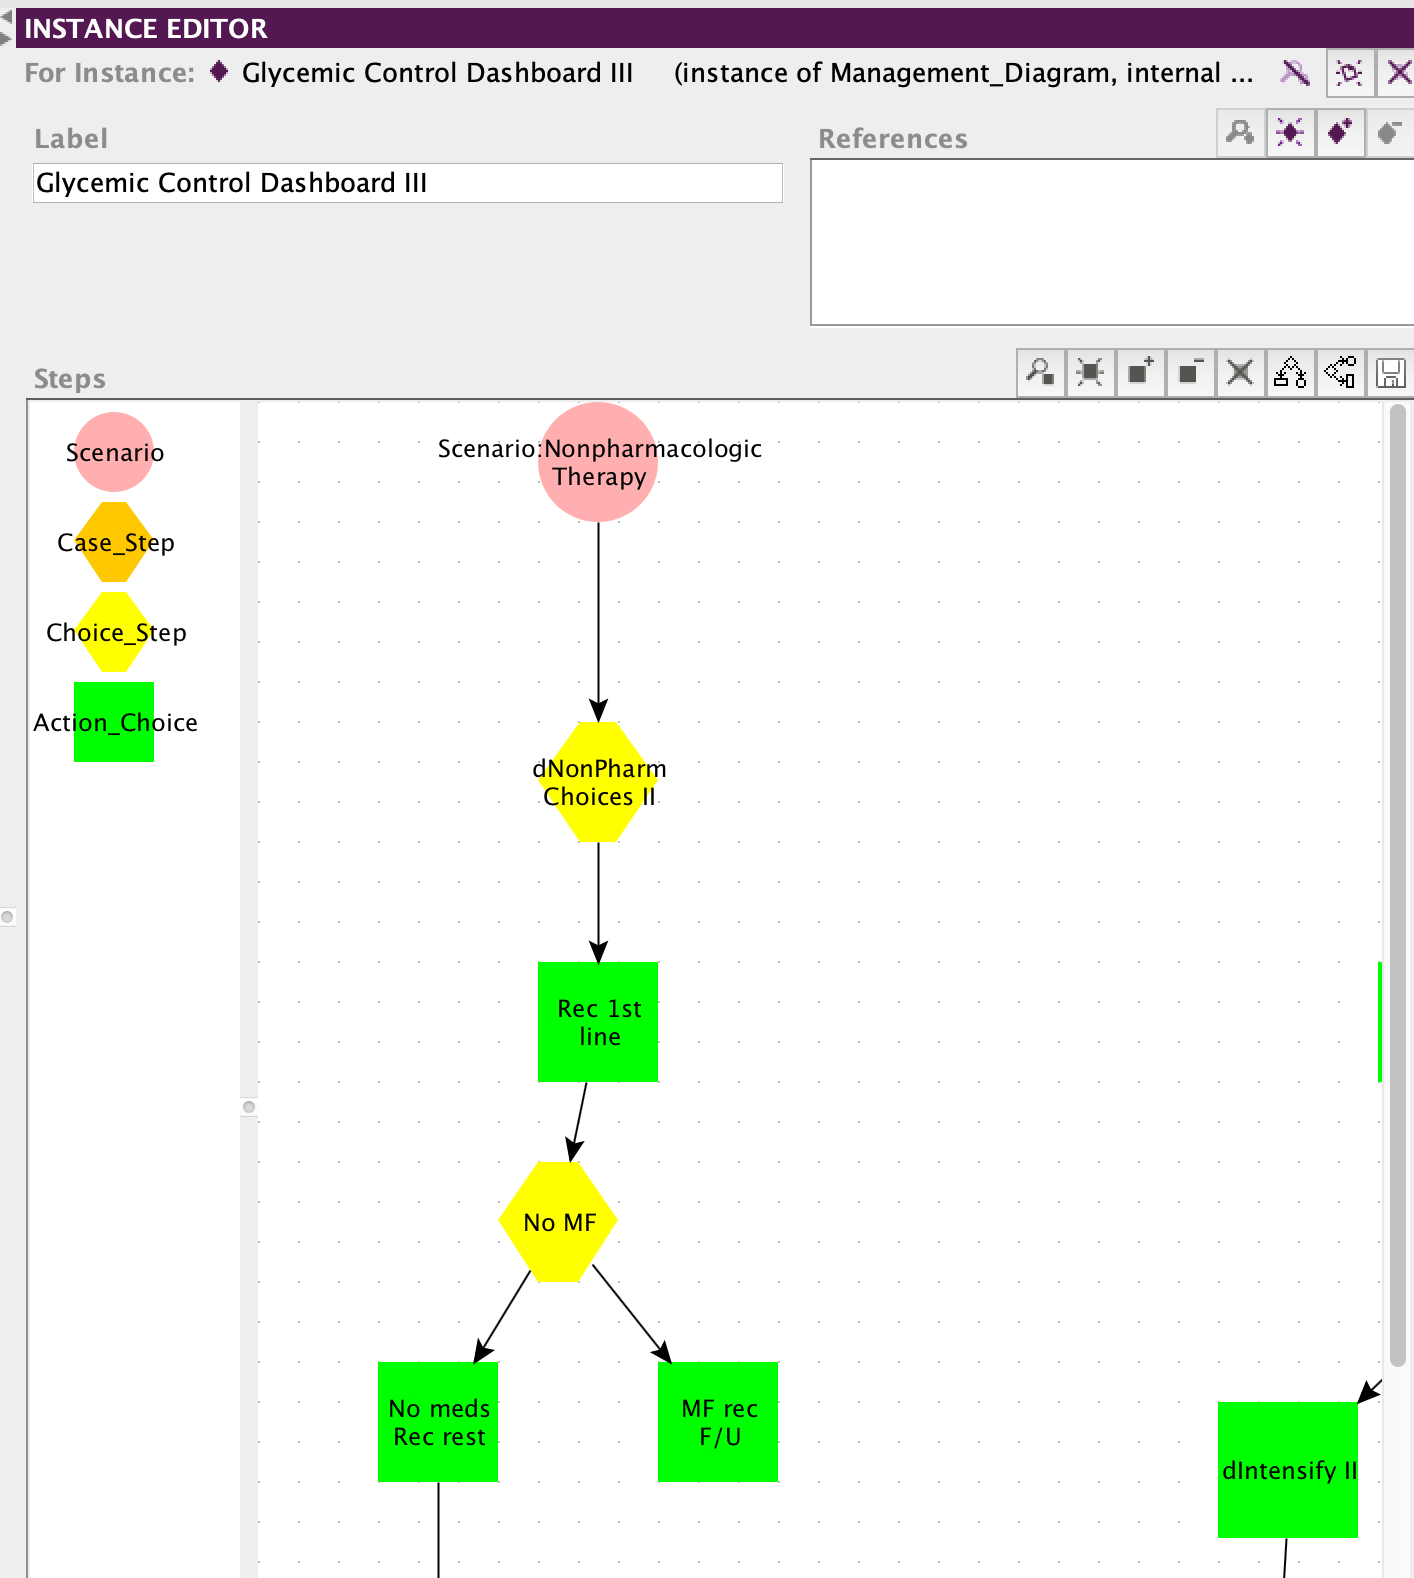 INSTANCE EDITOR
For Instance: Glycemic Control Dashboard III (instance of Management_Diagram, internal ...
Label
References
Glycemic Control Dashboard III
Steps
Scenario
Case_Step
Choice_Step
Action_Choice
Scenario:Nonpharmacologic
Therapy
dNonPharm
Choices II
Rec 1st
line
No MF
No meds
Rec rest
MF rec
F/U
dIntensify II